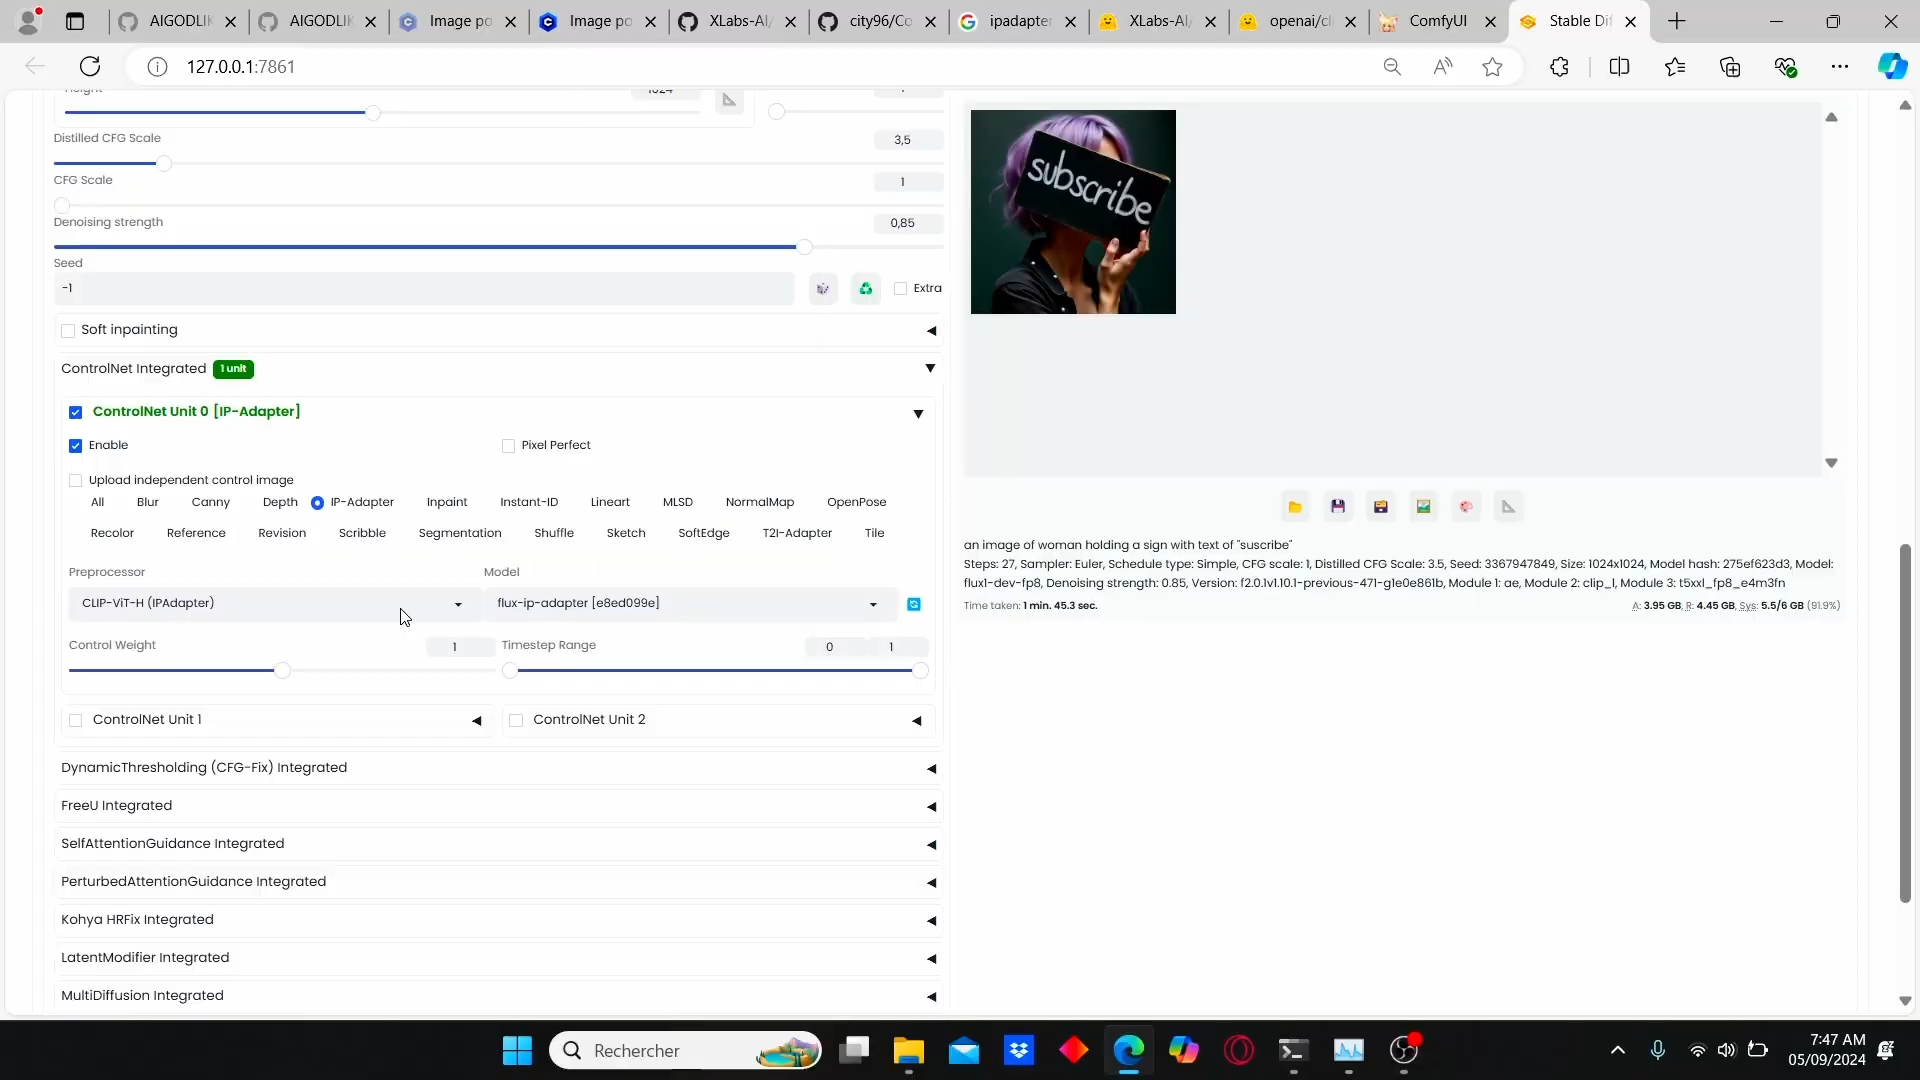 AIGODLIK
AIGODLIK
Image po
Image po
XLabs-AI/
city96/Co
ipadapter
XLabs-AI/
openai/cl
ComfyUI
Stable Dif
127.0.0.1:7861
Height
1024
Distilled CFG Scale
3,5
CFG Scale
1
Denoising strength
0,85
Seed
-1
Extra
Soft inpainting
ControlNet Integrated
1 unit
ControlNet Unit 0 [IP-Adapter]
Enable
Pixel Perfect
Upload independent control image
All Blur Canny Depth IP-Adapter Inpaint Instant-ID Lineart MLSD NormalMap OpenPose
Recolor Reference Revision Scribble Segmentation Shuffle Sketch SoftEdge T2I-Adapter Tile
Preprocessor
Model
CLIP-ViT-H (IPAdapter)
flux-ip-adapter [e8ed099e]
Control Weight
1
Timestep Range
0
1
ControlNet Unit 1
ControlNet Unit 2
DynamicThresholding (CFG-Fix) Integrated
FreeU Integrated
SelfAttentionGuidance Integrated
PerturbedAttentionGuidance Integrated
Kohya HRFix Integrated
LatentModifier Integrated
MultiDiffusion Integrated
subscribe
an image of woman holding a sign with text of "suscribe"
Steps: 27, Sampler: Euler, Schedule type: Simple, CFG scale: 1, Distilled CFG Scale: 3.5, Seed: 3367947849, Size: 1024x1024, Model hash: 275ef623d3, Model:
flux1-dev-fp8, Denoising strength: 0.85, Version: f2.0.1v1.10.1-previous-471-g1e0e861b, Module 1: ae, Module 2: clip_l, Module 3: t5xxl_fp8_e4m3fn
Time taken: 1 min. 45.3 sec.
A: 3.95 GB, R: 4.45 GB, Sys: 5.5/6 GB (91.9%)
Rechercher
7:47 AM
05/09/2024